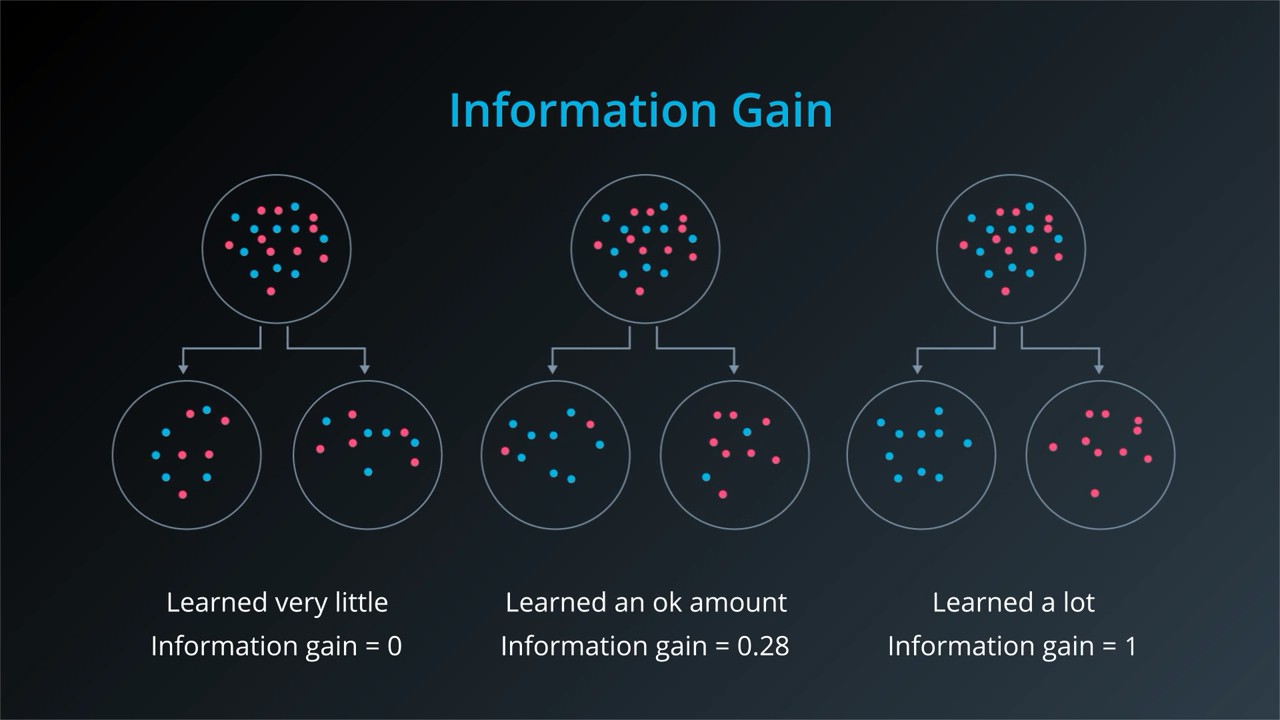 Information Gain
Learned very little
Information gain = 0
Learned an ok amount
Information gain = 0.28
Learned a lot
Information gain = 1